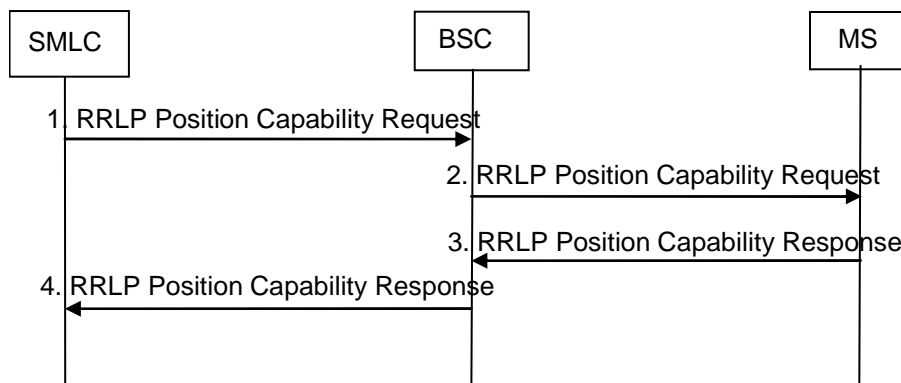 SMLC
BSC
MS
1. RRLP Position Capability Request
2. RRLP Position Capability Request
3. RRLP Position Capability Response
4. RRLP Position Capability Response